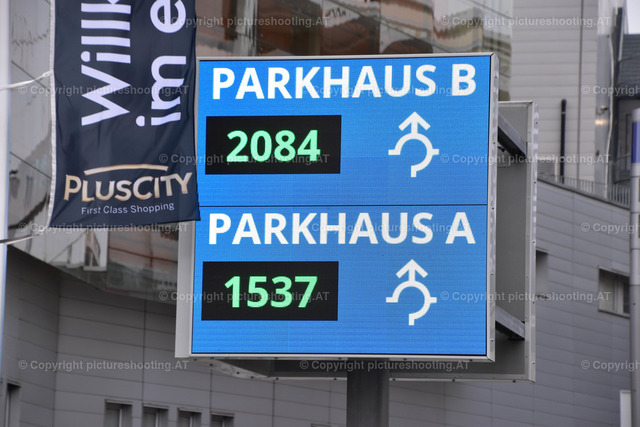 Willk
im e
PLUSCITY
First Class Shopping
PARKHAUS B
2084
PARKHAUS A
1537
© Copyright pictureshooting.AT